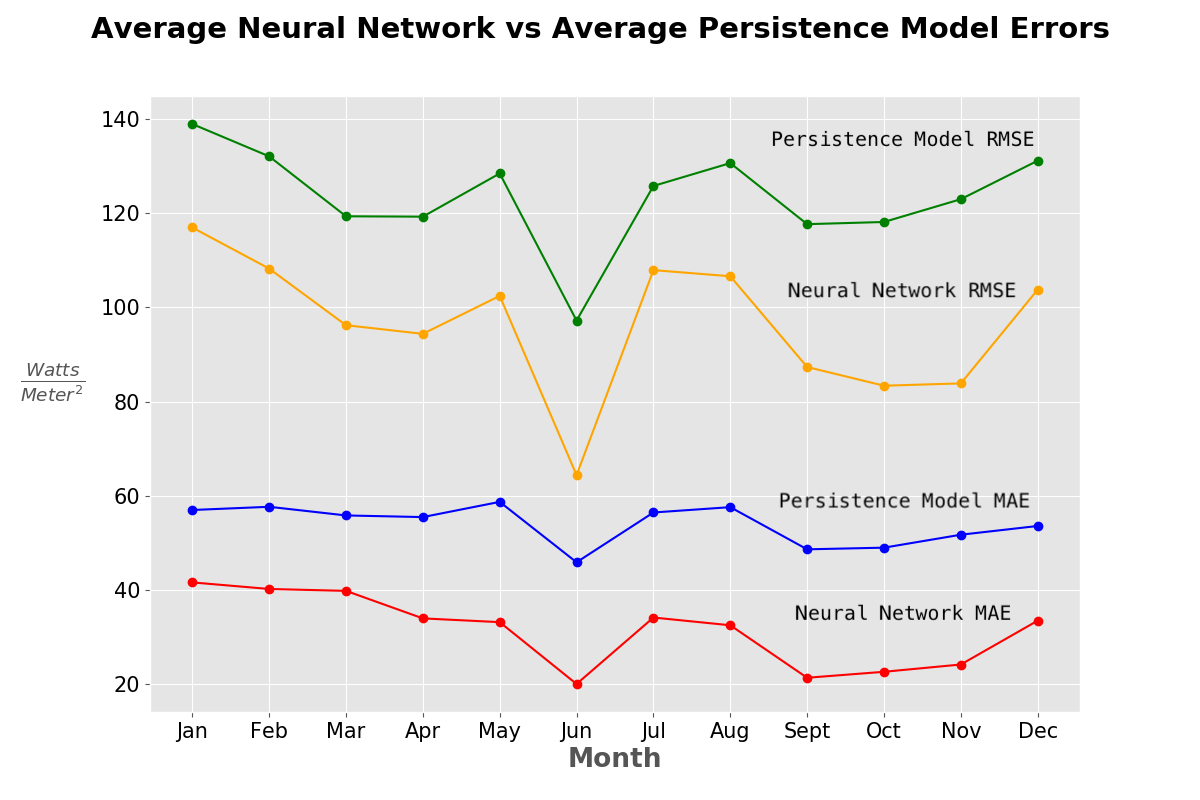 Average Neural Network vs Average Persistence Model Errors
140
120
100
80
60
40
20
Watts
Meter²
Persistence Model RMSE
Neural Network RMSE
Persistence Model MAE
Neural Network MAE
Jan Feb Mar Apr May Jun Jul Aug Sept Oct Nov Dec
Month